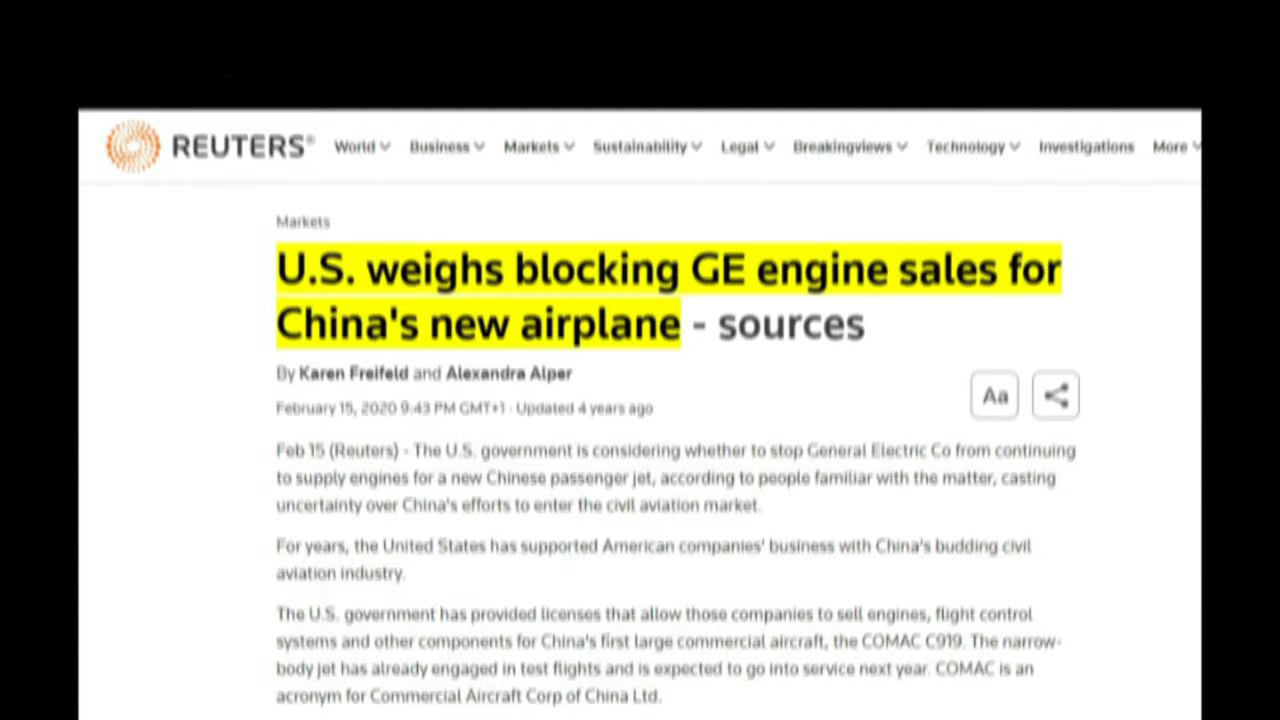 REUTERS® World Business Markets Sustainability Legal Breakingviews Technology Investigations More
Markets
U.S. weighs blocking GE engine sales for
China's new airplane - sources
By Karen Freifeld and Alexandra Alper
February 15, 2020 9:43 PM GMT+1 · Updated 4 years ago
Aa
Feb 15 (Reuters) - The U.S. government is considering whether to stop General Electric Co from continuing
to supply engines for a new Chinese passenger jet, according to people familiar with the matter, casting
uncertainty over China's efforts to enter the civil aviation market.
For years, the United States has supported American companies' business with China's budding civil
aviation industry.
The U.S. government has provided licenses that allow those companies to sell engines, flight control
systems and other components for China's first large commercial aircraft, the COMAC C919. The narrow-
body jet has already engaged in test flights and is expected to go into service next year. COMAC is an
acronym for Commercial Aircraft Corp of China Ltd.